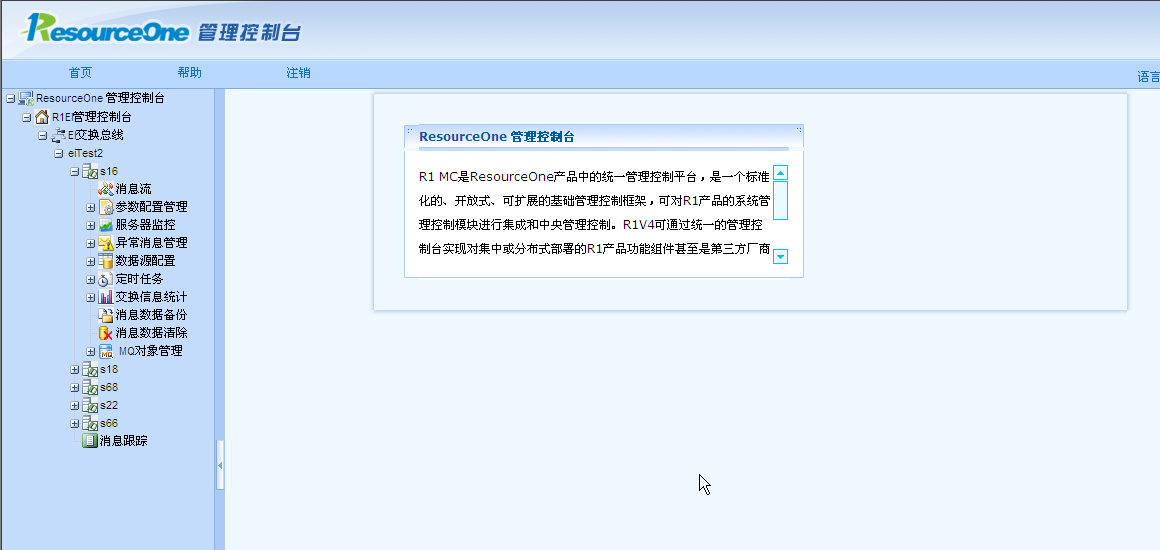 ResourceOne 管理控制台
首页 帮助 注销 语言
ResourceOne 管理控制台
R1EI管理控制台
EI交换总线
eiTest2
s16
消息流
参数配置管理
服务器监控
异常消息管理
数据源配置
定时任务
交换信息统计
消息数据备份
消息数据清除
MQ对象管理
s18
s68
s22
s66
消息跟踪
ResourceOne 管理控制台
R1 MC是ResourceOne产品中的统一管理控制平台，是一个标准
化的、开放式、可扩展的基础管理控制框架，可对R1产品的系统管
理控制模块进行集成和中央管理控制。R1V4可通过统一的管理控
制台实现对集中或分布式部署的R1产品功能组件甚至是第三方厂商